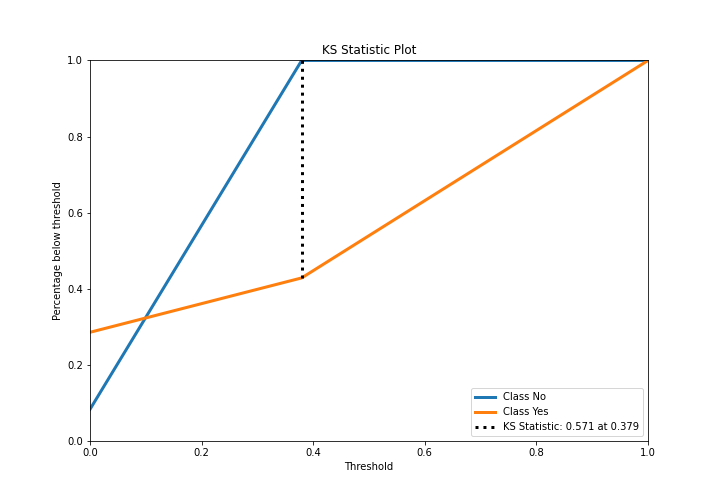 KS Statistic Plot
1.0
0.8
0.6
0.4
0.2
0.0
Percentage below threshold
0.0 0.2 0.4 0.6 0.8 1.0
Threshold
Class No
Class Yes
KS Statistic: 0.571 at 0.379